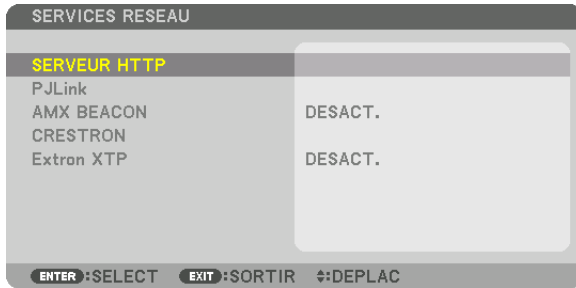 SERVICES RESEAU
SERVEUR HTTP
PJLink
AMX BEACON DESACT.
CRESTRON
Extron XTP DESACT.
ENTER :SELECT EXIT :SORTIR ⬍:DEPLAC